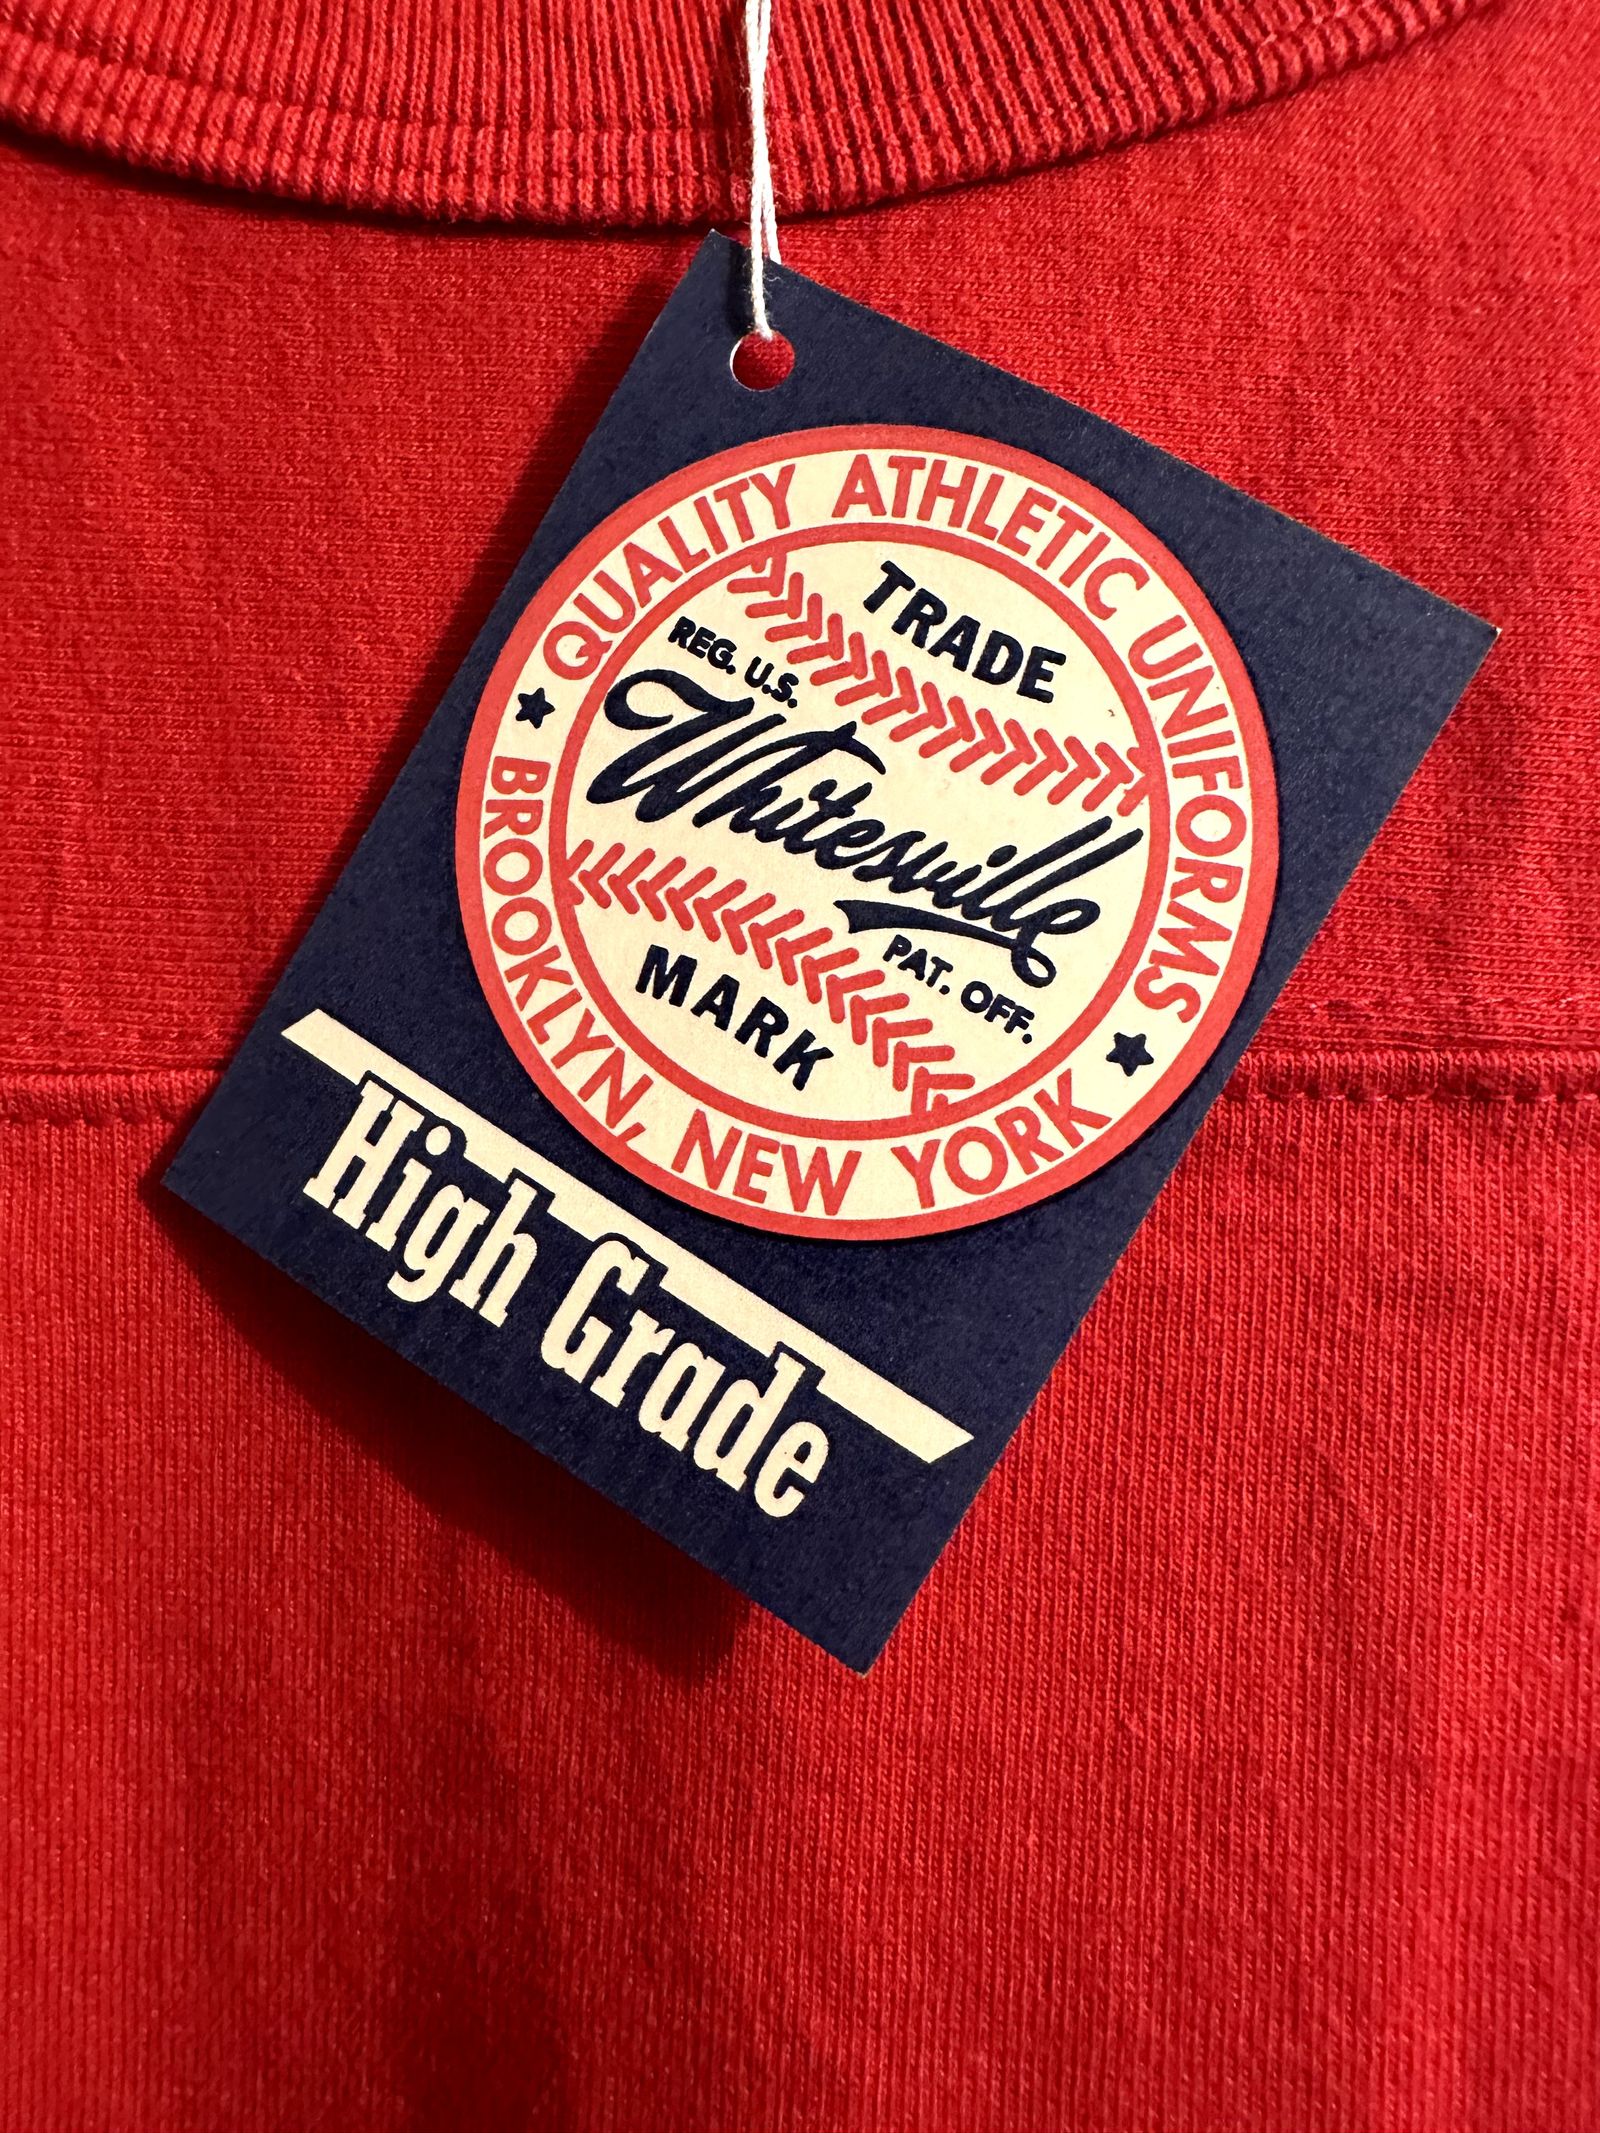 QUALITY ATHLETIC UNIFORMS
TRADE
REG. U.S.
Whitesville
PAT. OFF.
MARK
BROOKLYN, NEW YORK
High Grade